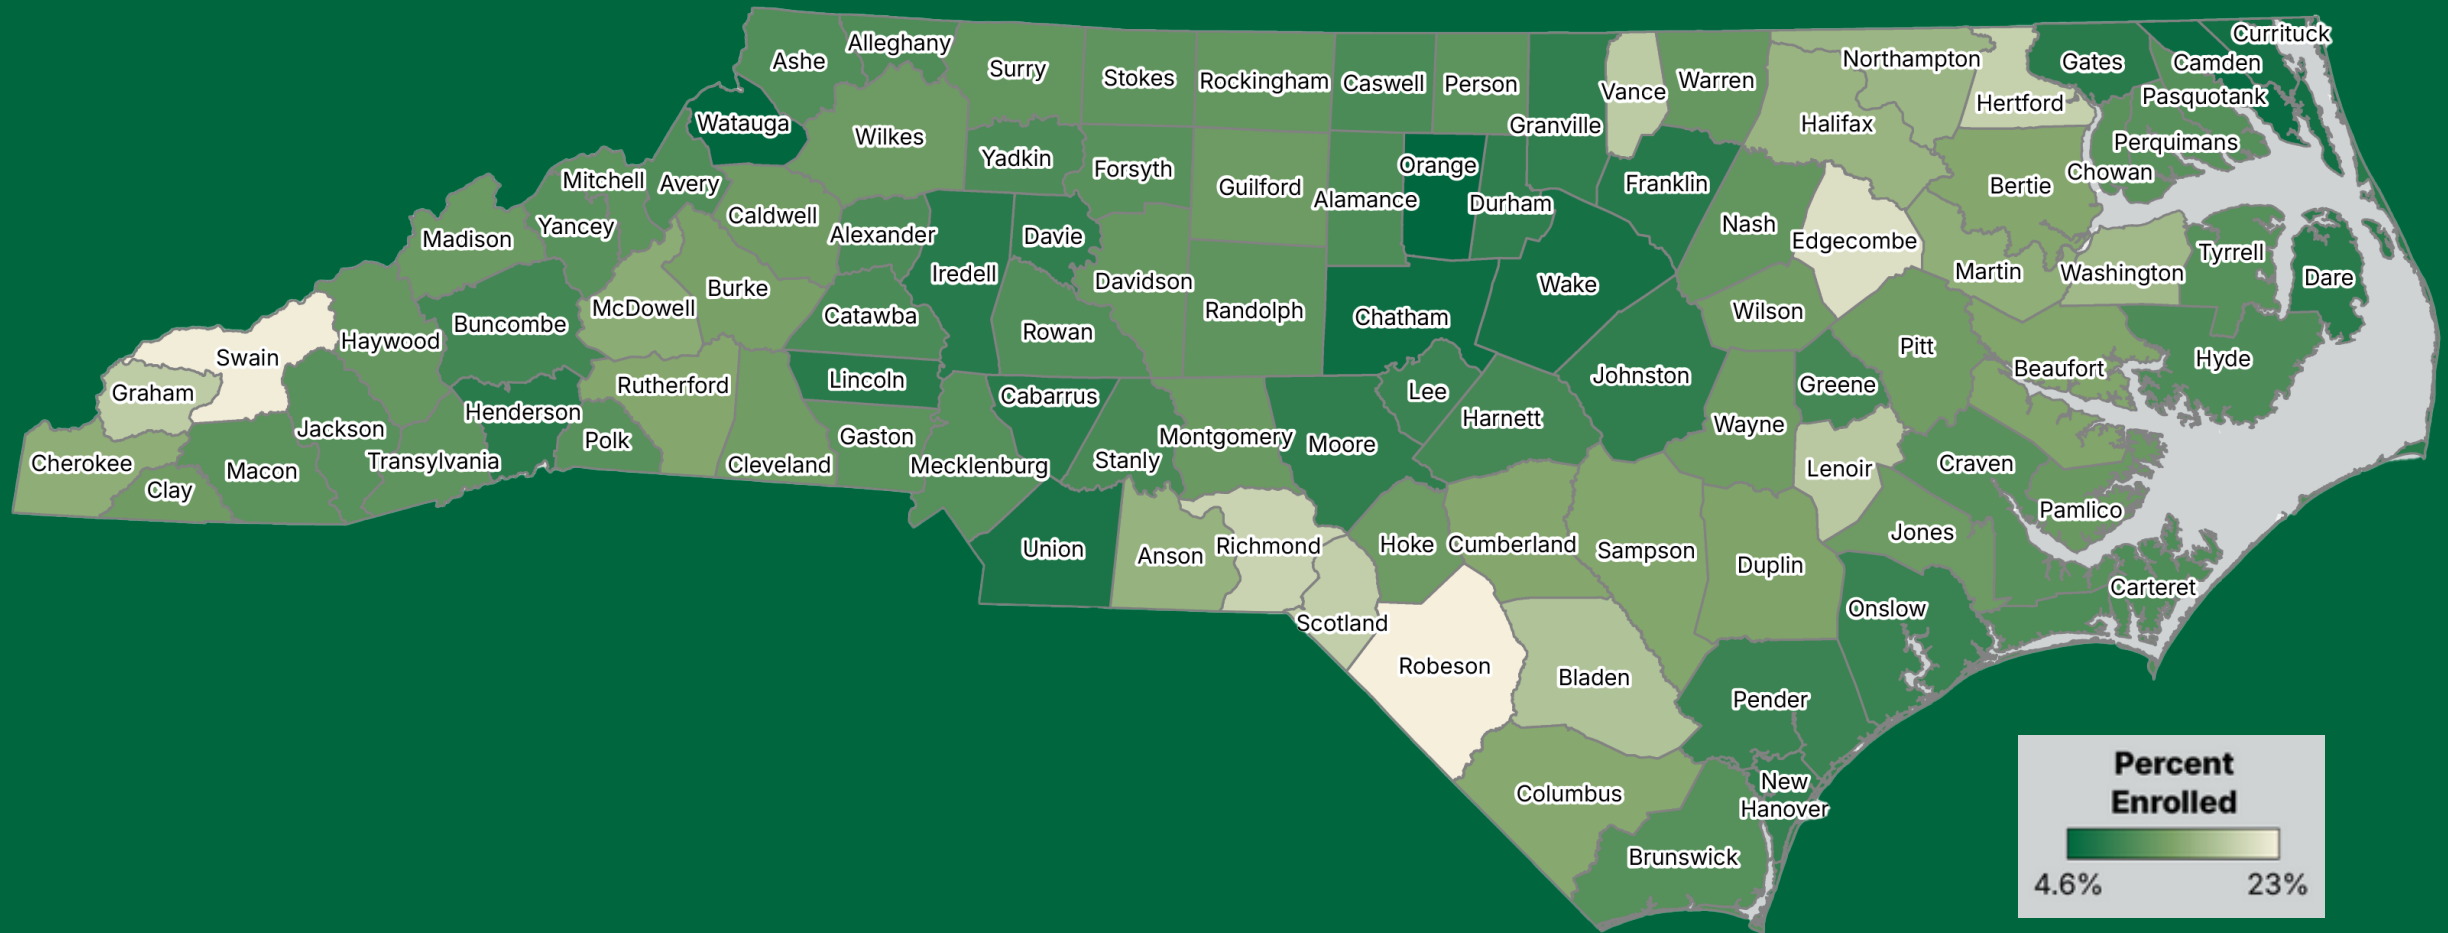 Currituck
Alleghany
Ashe
Surry
Stokes
Rockingham
Caswell
Person
Northampton
Gates
Camden
Vance
Warren
Hertford
Pasquotank
Watauga
Wilkes
Granville
Halifax
Perquimans
Yadkin
Forsyth
Orange
Chowan
Mitchell
Avery
Guilford
Alamance
Durham
Franklin
Bertie
Caldwell
Yancey
Alexander
Davie
Nash
Madison
Edgecombe
Tyrrell
Iredell
Davidson
Wake
Martin
Washington
Dare
Burke
McDowell
Catawba
Rowan
Randolph
Chatham
Wilson
Buncombe
Haywood
Pitt
Swain
Hyde
Graham
Rutherford
Lincoln
Cabarrus
Lee
Johnston
Greene
Beaufort
Henderson
Jackson
Polk
Gaston
Montgomery
Moore
Harnett
Wayne
Cherokee
Macon
Transylvania
Cleveland
Mecklenburg
Stanly
Lenoir
Craven
Clay
Pamlico
Union
Anson
Richmond
Hoke
Cumberland
Sampson
Duplin
Jones
Carteret
Scotland
Onslow
Robeson
Bladen
Pender
Columbus
New
Hanover
Brunswick
Percent
Enrolled
4.6%
23%